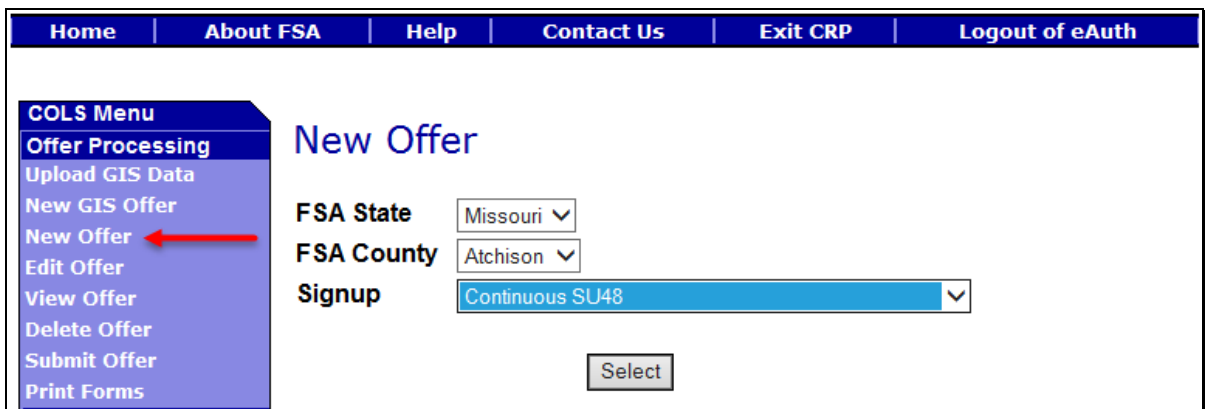 Home About FSA Help Contact Us Exit CRP Logout of eAuth
COLS Menu
Offer Processing
Upload GIS Data
New GIS Offer
New Offer
Edit Offer
View Offer
Delete Offer
Submit Offer
Print Forms
New Offer
FSA State Missouri
FSA County Atchison
Signup Continuous SU48
Select